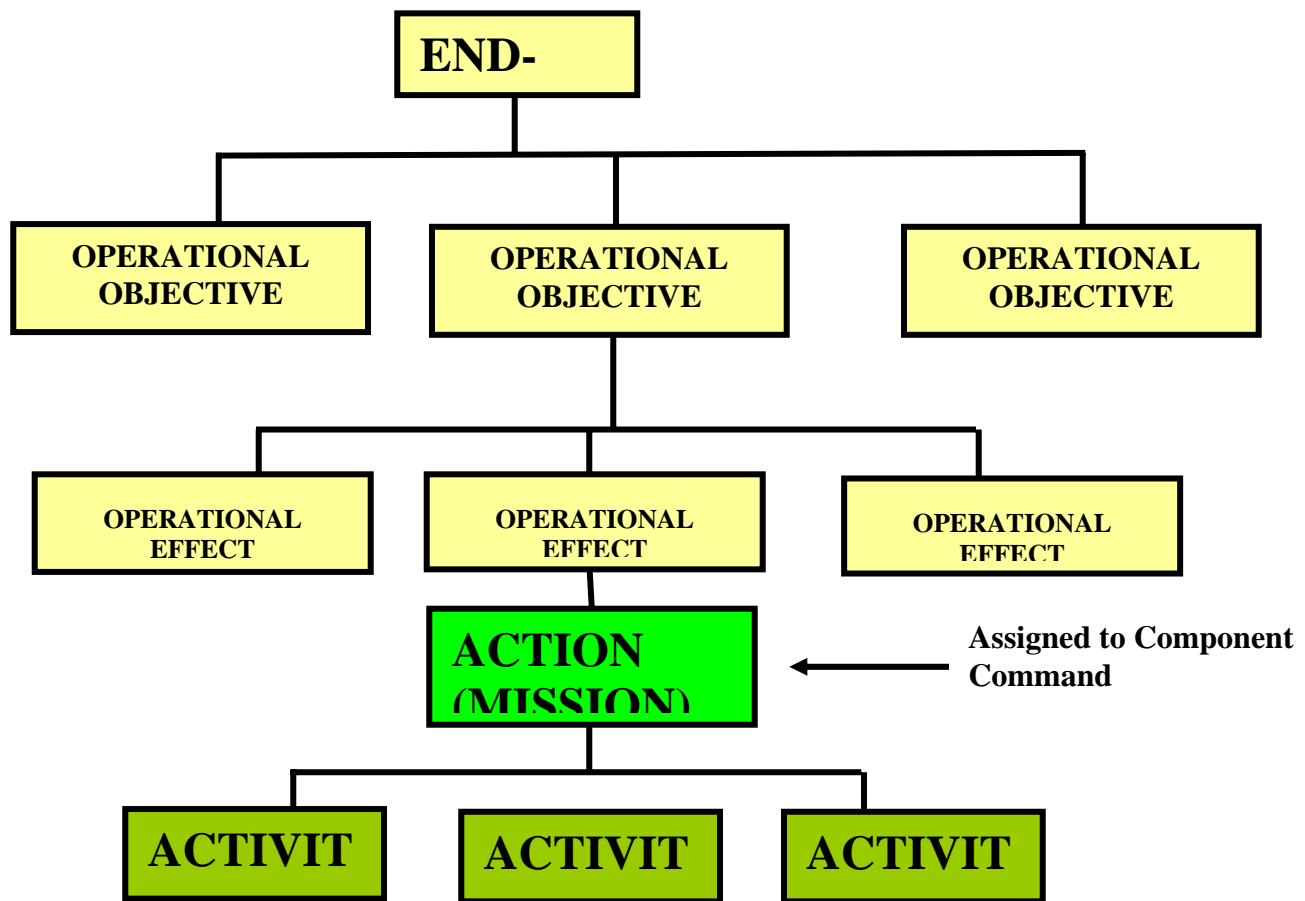 END-
OPERATIONAL
OBJECTIVE
OPERATIONAL
OBJECTIVE
OPERATIONAL
OBJECTIVE
OPERATIONAL
EFFECT
OPERATIONAL
EFFECT
OPERATIONAL
EFFECT
ACTION
(MISSION)
Assigned to Component
Command
ACTIVIT
ACTIVIT
ACTIVIT